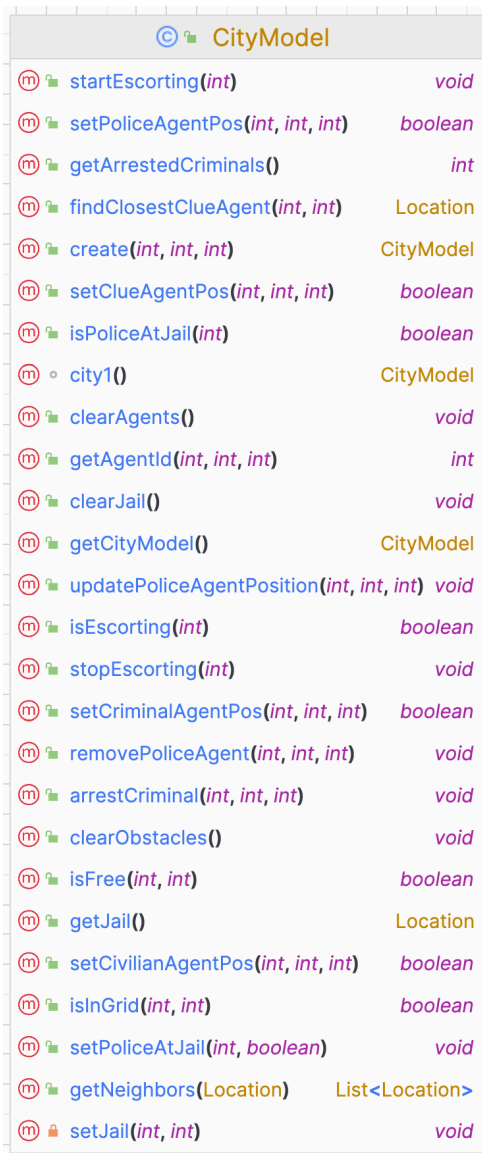 CityModel
startEscorting(int) void
setPoliceAgentPos(int, int, int) boolean
getArrestedCriminals() int
findClosestClueAgent(int, int) Location
create(int, int, int) CityModel
setClueAgentPos(int, int, int) boolean
isPoliceAtJail(int) boolean
city1() CityModel
clearAgents() void
getAgentId(int, int, int) int
clearJail() void
getCityModel() CityModel
updatePoliceAgentPosition(int, int, int) void
isEscorting(int) boolean
stopEscorting(int) void
setCriminalAgentPos(int, int, int) boolean
removePoliceAgent(int, int, int) void
arrestCriminal(int, int, int) void
clearObstacles() void
isFree(int, int) boolean
getJail() Location
setCivilianAgentPos(int, int, int) boolean
isInGrid(int, int) boolean
setPoliceAtJail(int, boolean) void
getNeighbors(Location) List<Location>
setJail(int, int) void